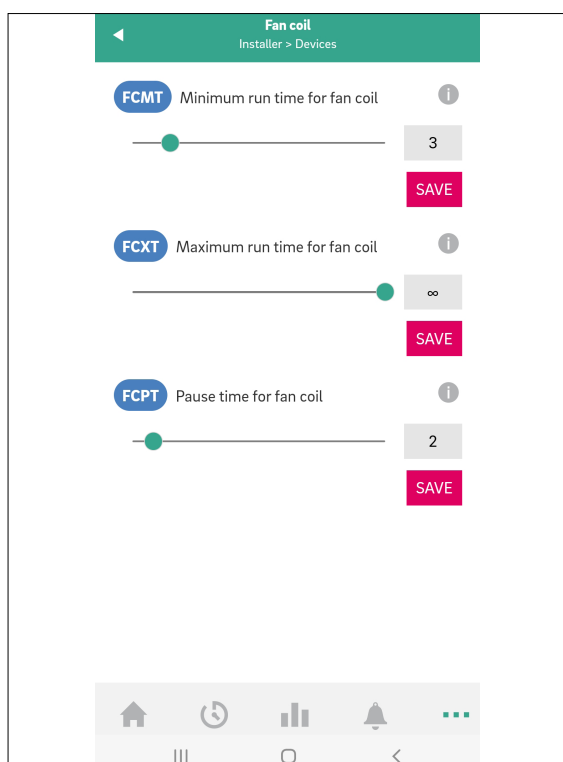 Fan coil
Installer > Devices
FCMT Minimum run time for fan coil i
3
SAVE
FCXT Maximum run time for fan coil i
∞
SAVE
FCPT Pause time for fan coil i
2
SAVE